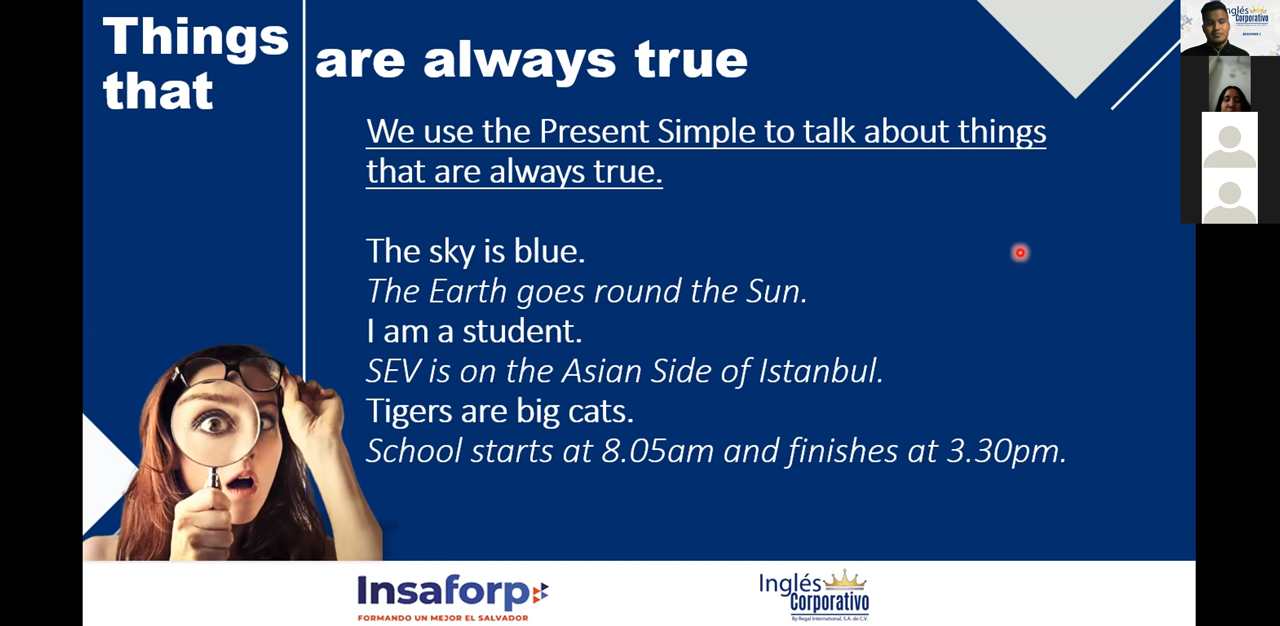 Things
that
are always true
We use the Present Simple to talk about things
that are always true.
The sky is blue.
The Earth goes round the Sun.
I am a student.
SEV is on the Asian Side of Istanbul.
Tigers are big cats.
School starts at 8.05am and finishes at 3.30pm.
Insaforp
FORMANDO UN MEJOR EL SALVADOR
Inglés
Corporativo
By Regal International, S.A. de C.V.
Inglés
Corporativo